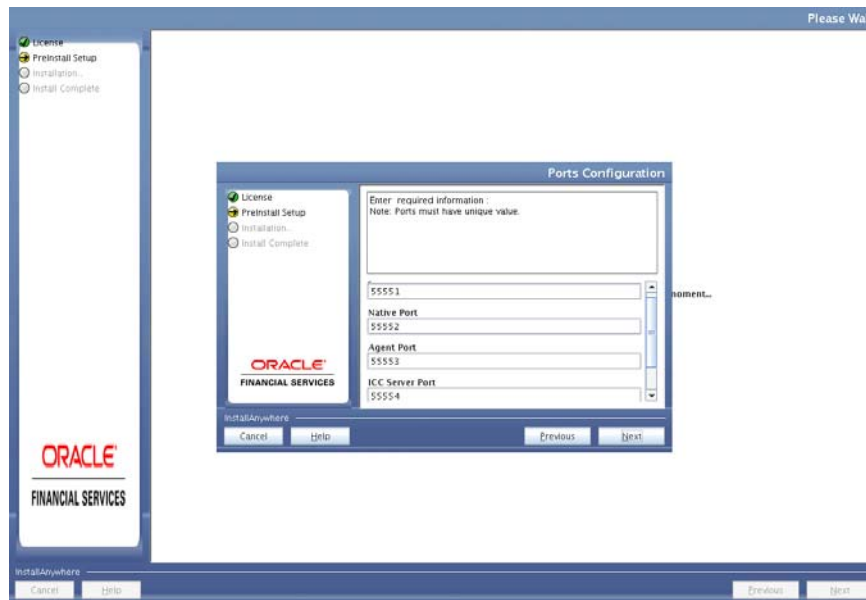 Please Wa
License
Preinstall Setup
Installation...
Install Complete
Ports Configuration
License
Preinstall Setup
Installation...
Install Complete
Enter required information :
Note: Ports must have unique value.
55551
Native Port
55552
Agent Port
55553
ICC Server Port
55554
moment...
ORACLE
FINANCIAL SERVICES
InstallAnywhere
Cancel
Help
Previous
Next
ORACLE
FINANCIAL SERVICES
InstallAnywhere
Cancel
Help
Previous
Next